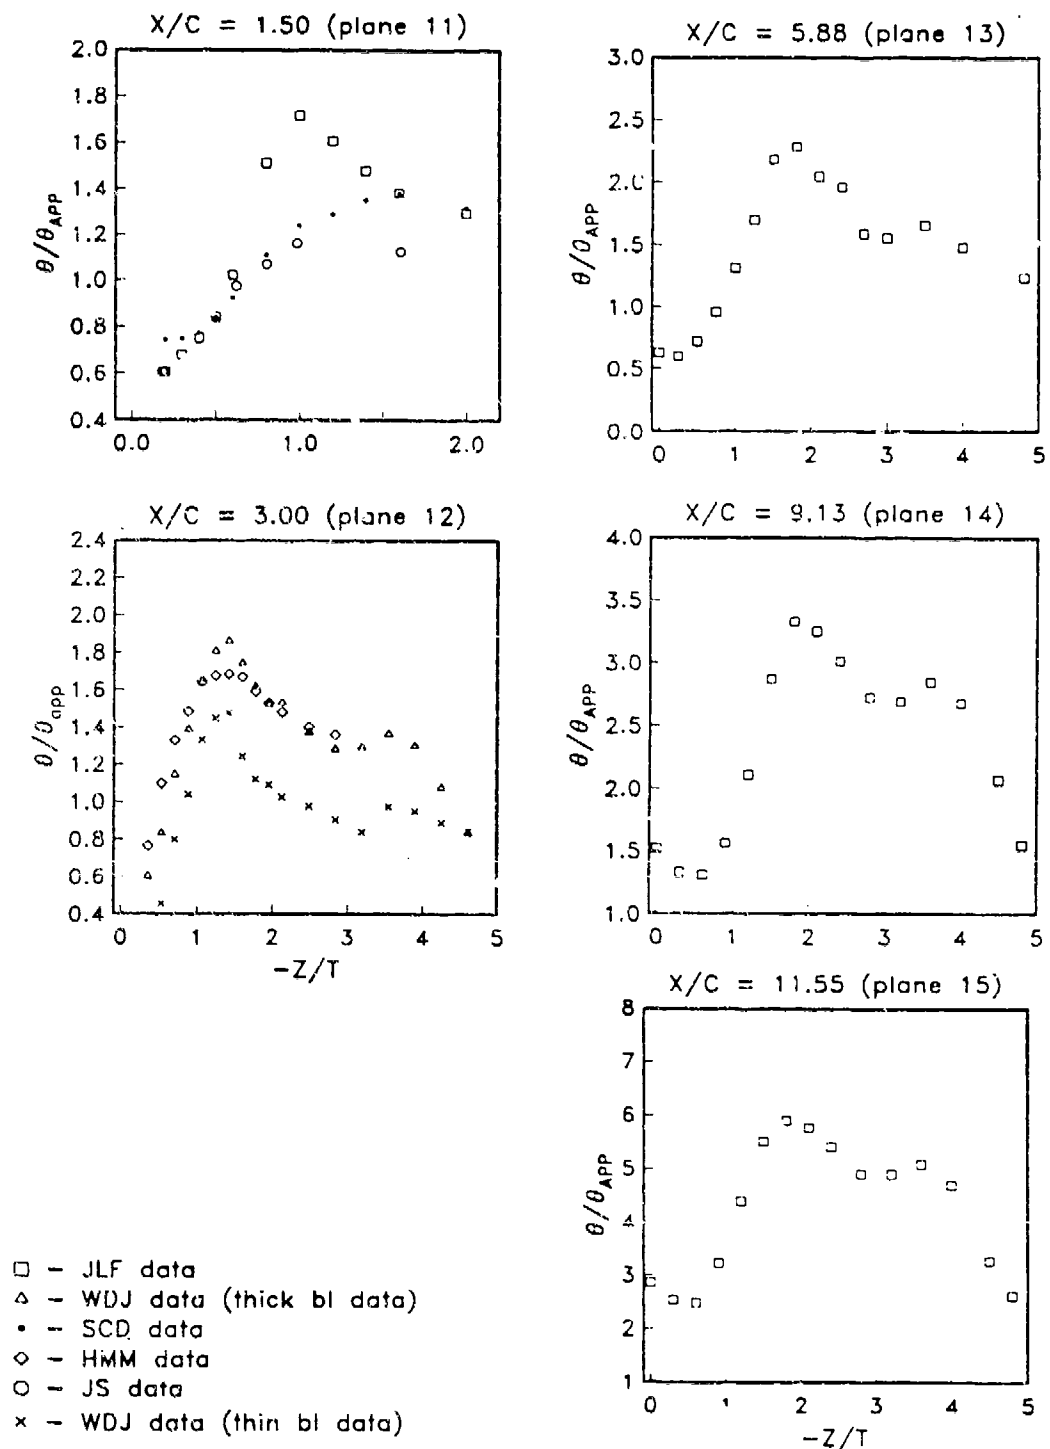 X/C = 1.50 (plane 11)
2.0
1.8
1.6
1.4
1.2
1.0
0.8
0.6
0.4
θ/θAPP
0.0 1.0 2.0
X/C = 5.88 (plane 13)
3.0
2.5
2.0
1.5
1.0
0.5
0.0
θ/θAPP
0 1 2 3 4 5
X/C = 3.00 (plane 12)
2.4
2.2
2.0
1.8
1.6
1.4
1.2
1.0
0.8
0.6
0.4
θ/θapp
0 1 2 3 4 5
-Z/T
X/C = 9.13 (plane 14)
4.0
3.5
3.0
2.5
2.0
1.5
1.0
θ/θAPP
0 1 2 3 4 5
X/C = 11.55 (plane 15)
8
7
6
5
4
3
2
1
θ/θAPP
0 1 2 3 4 5
-Z/T
□ – JLF data
△ – WDJ data (thick bl data)
• – SCD data
◇ – HMM data
○ – JS data
× – WDJ data (thin bl data)